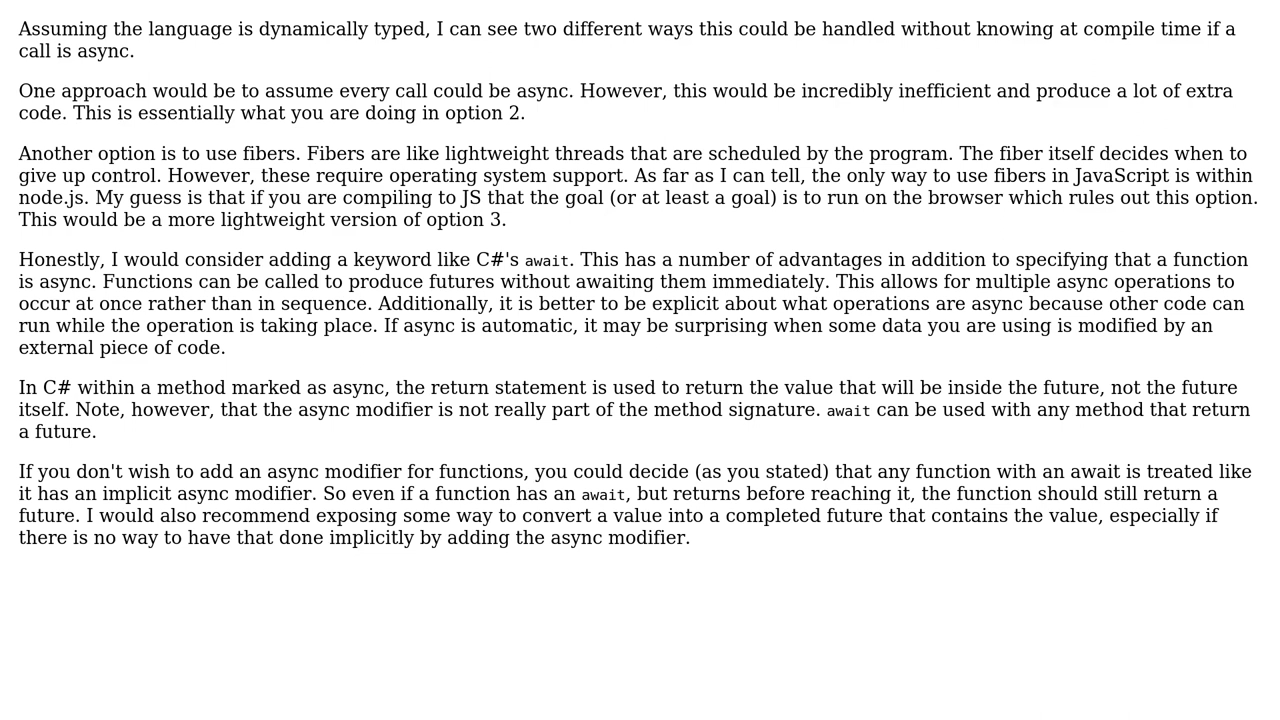 Assuming the language is dynamically typed, I can see two different ways this could be handled without knowing at compile time if a
call is async.
One approach would be to assume every call could be async. However, this would be incredibly inefficient and produce a lot of extra
code. This is essentially what you are doing in option 2.
Another option is to use fibers. Fibers are like lightweight threads that are scheduled by the program. The fiber itself decides when to
give up control. However, these require operating system support. As far as I can tell, the only way to use fibers in JavaScript is within
node.js. My guess is that if you are compiling to JS that the goal (or at least a goal) is to run on the browser which rules out this option.
This would be a more lightweight version of option 3.
Honestly, I would consider adding a keyword like C#'s await. This has a number of advantages in addition to specifying that a function
is async. Functions can be called to produce futures without awaiting them immediately. This allows for multiple async operations to
occur at once rather than in sequence. Additionally, it is better to be explicit about what operations are async because other code can
run while the operation is taking place. If async is automatic, it may be surprising when some data you are using is modified by an
external piece of code.
In C# within a method marked as async, the return statement is used to return the value that will be inside the future, not the future
itself. Note, however, that the async modifier is not really part of the method signature. await can be used with any method that return
a future.
If you don't wish to add an async modifier for functions, you could decide (as you stated) that any function with an await is treated like
it has an implicit async modifier. So even if a function has an await, but returns before reaching it, the function should still return a
future. I would also recommend exposing some way to convert a value into a completed future that contains the value, especially if
there is no way to have that done implicitly by adding the async modifier.